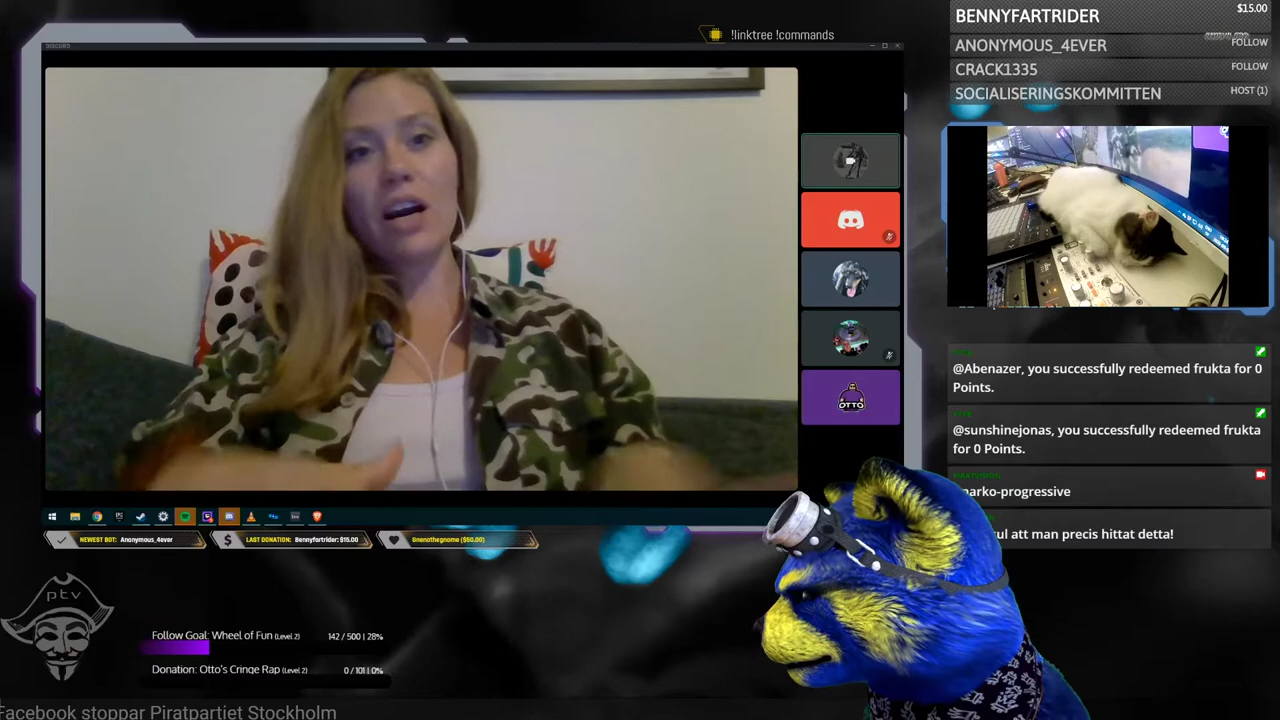 DISCORD
!linktree !commands
BENNYFARTRIDER
$15.00
ANONYMOUS_4EVER
FOLLOW
CRACK1335
FOLLOW
SOCIALISERINGSKOMMITTEN
HOST (1)
OTTO
@Abenazer, you successfully redeemed frukta for 0
Points.
@sunshinejonas, you successfully redeemed frukta
for 0 Points.
arko-progressive
ul att man precis hittat detta!
NEWEST BOT: Anonymous_4ever
LAST DONATION: Bennyfartrider: $15.00
Gnenothegnome ($50.00)
ptv
Follow Goal: Wheel of Fun (Level 2)
142 / 500 | 28%
Donation: Otto's Cringe Rap (Level 2)
0 / 101 | 0%
Facebook stoppar Piratpartiet Stockholm